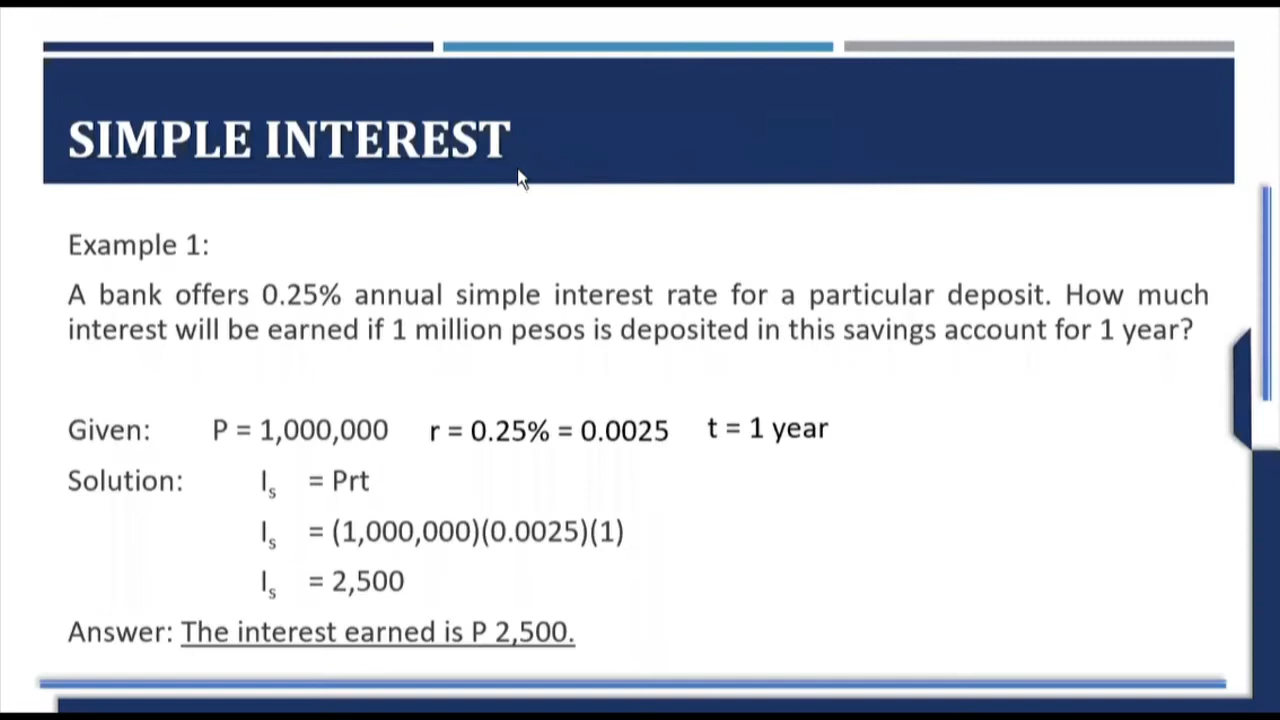 SIMPLE INTEREST
Example 1:
A bank offers 0.25% annual simple interest rate for a particular deposit. How much
interest will be earned if 1 million pesos is deposited in this savings account for 1 year?
Given: P = 1,000,000 r = 0.25% = 0.0025 t = 1 year
Solution: Is = Prt
Is = (1,000,000)(0.0025)(1)
Is = 2,500
Answer: The interest earned is P 2,500.